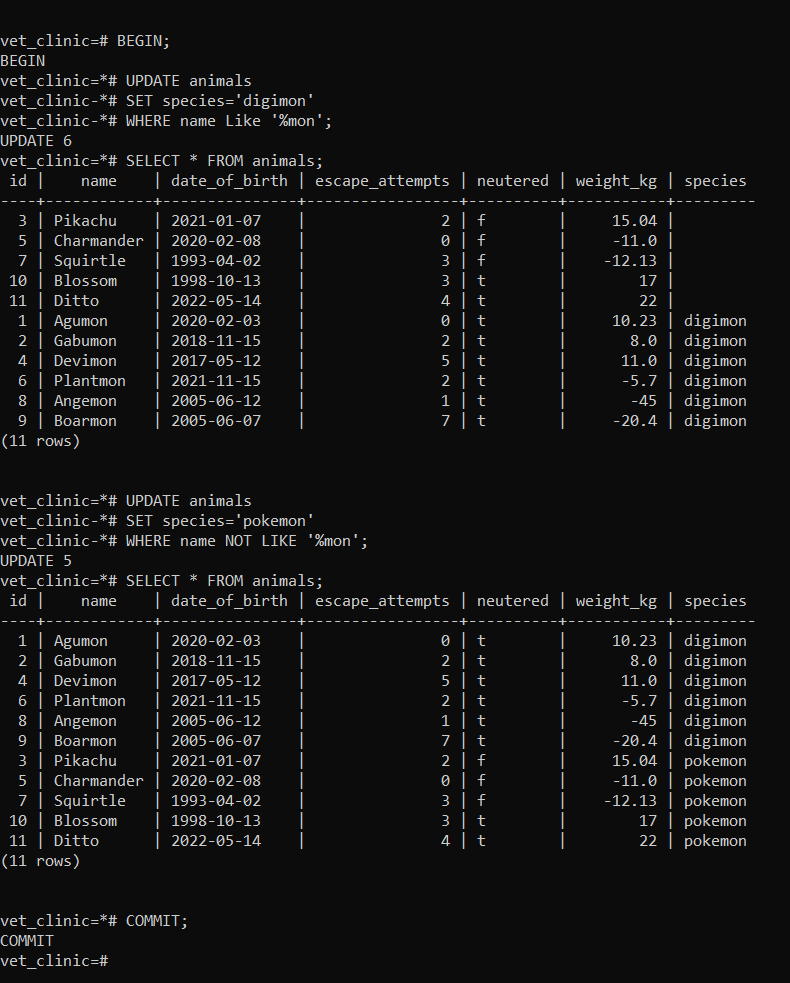 vet_clinic=# BEGIN;
BEGIN
vet_clinic=*# UPDATE animals
vet_clinic-*# SET species='digimon'
vet_clinic-*# WHERE name Like '%mon';
UPDATE 6
vet_clinic=*# SELECT * FROM animals;
 id |    name    | date_of_birth | escape_attempts | neutered | weight_kg | species
----+------------+---------------+-----------------+----------+-----------+---------
  3 | Pikachu    | 2021-01-07    |               2 | f        |     15.04 |
  5 | Charmander | 2020-02-08    |               0 | f        |     -11.0 |
  7 | Squirtle   | 1993-04-02    |               3 | f        |    -12.13 |
 10 | Blossom    | 1998-10-13    |               3 | t        |        17 |
 11 | Ditto      | 2022-05-14    |               4 | t        |        22 |
  1 | Agumon     | 2020-02-03    |               0 | t        |     10.23 | digimon
  2 | Gabumon    | 2018-11-15    |               2 | t        |       8.0 | digimon
  4 | Devimon    | 2017-05-12    |               5 | t        |      11.0 | digimon
  6 | Plantmon   | 2021-11-15    |               2 | t        |      -5.7 | digimon
  8 | Angemon    | 2005-06-12    |               1 | t        |       -45 | digimon
  9 | Boarmon    | 2005-06-07    |               7 | t        |     -20.4 | digimon
(11 rows)
vet_clinic=*# UPDATE animals
vet_clinic-*# SET species='pokemon'
vet_clinic-*# WHERE name NOT LIKE '%mon';
UPDATE 5
vet_clinic=*# SELECT * FROM animals;
 id |    name    | date_of_birth | escape_attempts | neutered | weight_kg | species
----+------------+---------------+-----------------+----------+-----------+---------
  1 | Agumon     | 2020-02-03    |               0 | t        |     10.23 | digimon
  2 | Gabumon    | 2018-11-15    |               2 | t        |       8.0 | digimon
  4 | Devimon    | 2017-05-12    |               5 | t        |      11.0 | digimon
  6 | Plantmon   | 2021-11-15    |               2 | t        |      -5.7 | digimon
  8 | Angemon    | 2005-06-12    |               1 | t        |       -45 | digimon
  9 | Boarmon    | 2005-06-07    |               7 | t        |     -20.4 | digimon
  3 | Pikachu    | 2021-01-07    |               2 | f        |     15.04 | pokemon
  5 | Charmander | 2020-02-08    |               0 | f        |     -11.0 | pokemon
  7 | Squirtle   | 1993-04-02    |               3 | f        |    -12.13 | pokemon
 10 | Blossom    | 1998-10-13    |               3 | t        |        17 | pokemon
 11 | Ditto      | 2022-05-14    |               4 | t        |        22 | pokemon
(11 rows)
vet_clinic=*# COMMIT;
COMMIT
vet_clinic=#